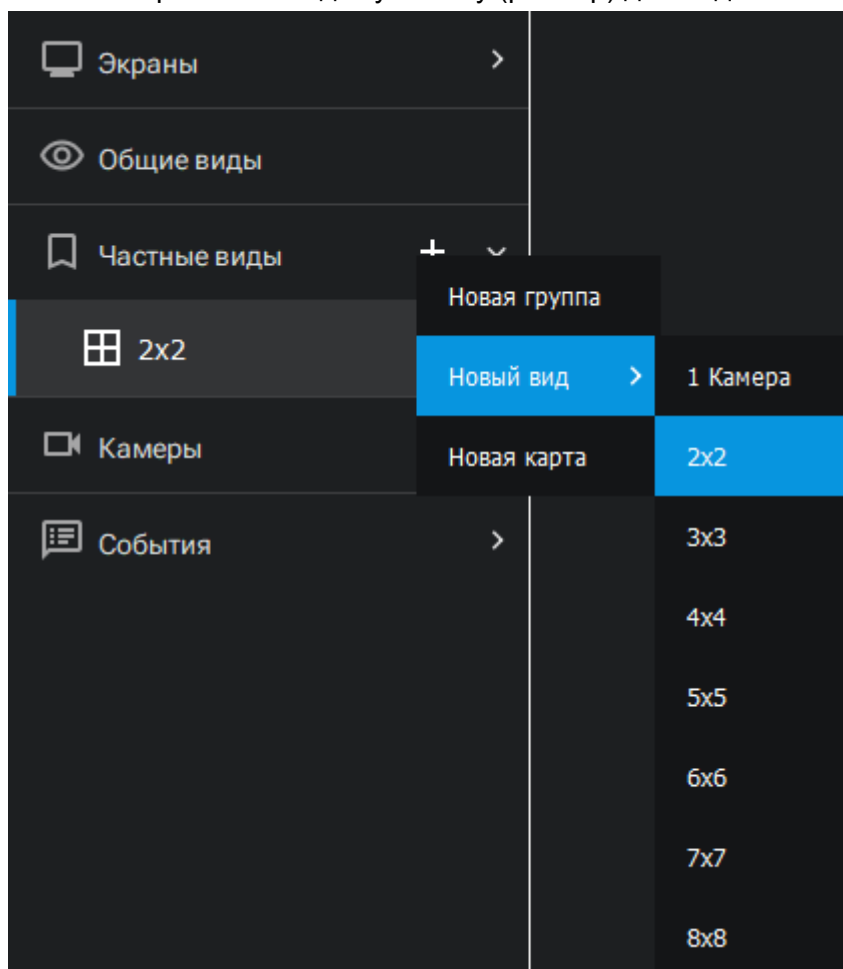 Экраны
Общие виды
Частные виды
Новая группа
2x2
Новый вид
1 Камера
Камеры
Новая карта
2x2
События
3x3
4x4
5x5
6x6
7x7
8x8